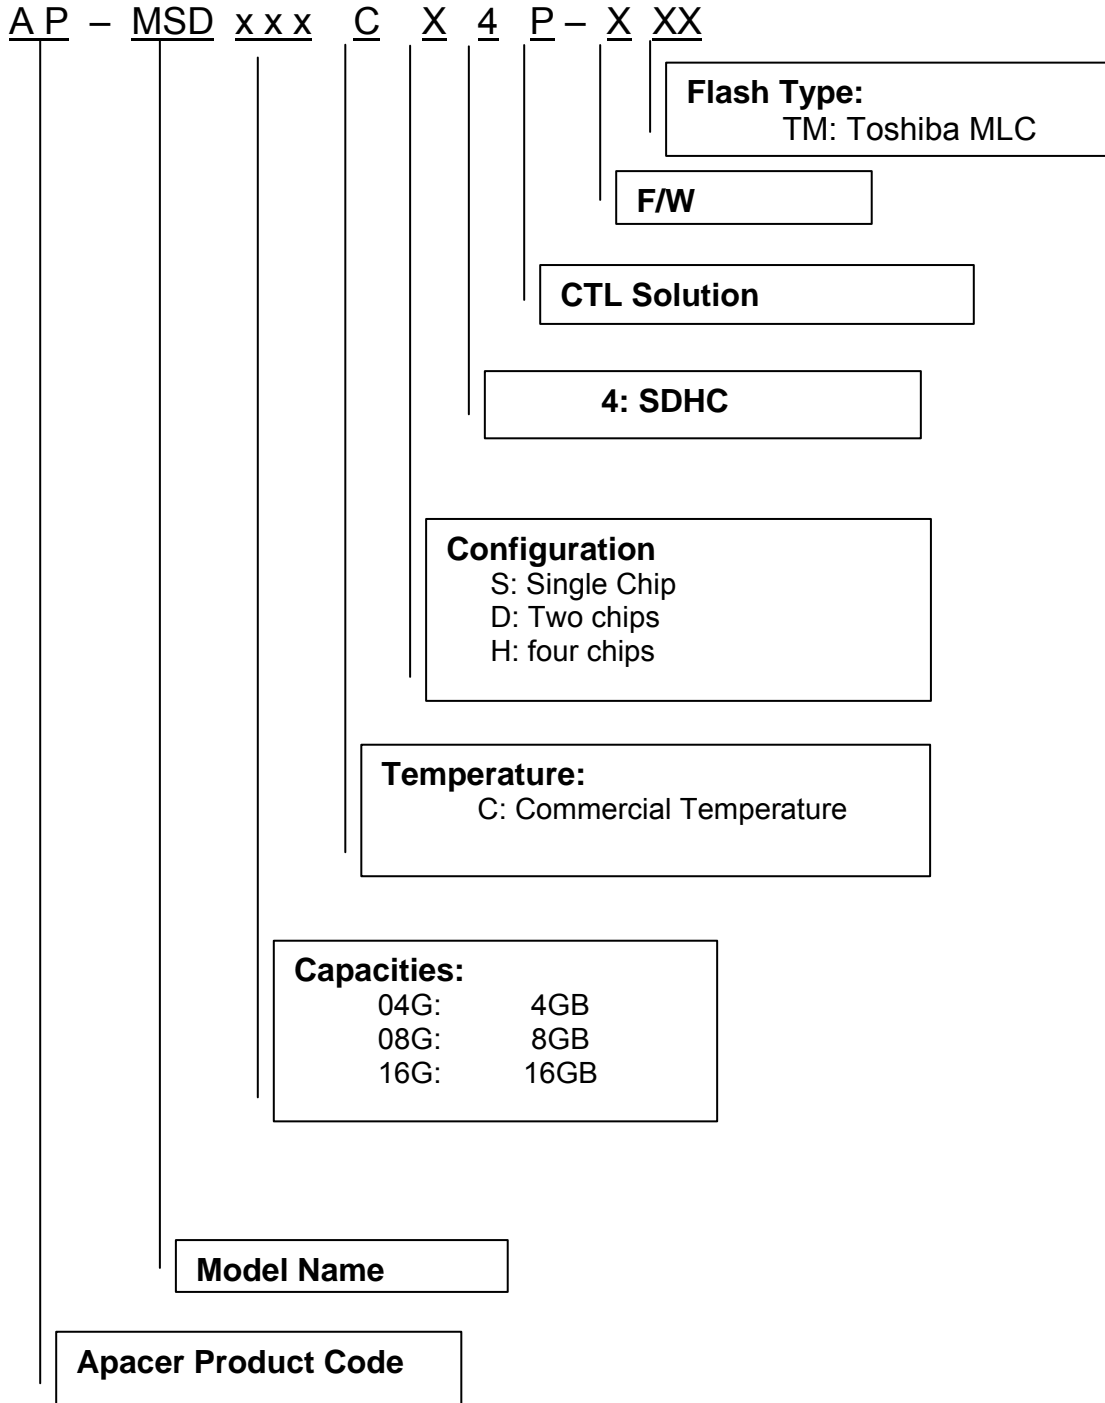 A P – MSD x x x C X 4 P – X XX
Flash Type:
TM: Toshiba MLC
F/W
CTL Solution
4: SDHC
Configuration
S: Single Chip
D: Two chips
H: four chips
Temperature:
C: Commercial Temperature
Capacities:
04G: 4GB
08G: 8GB
16G: 16GB
Model Name
Apacer Product Code